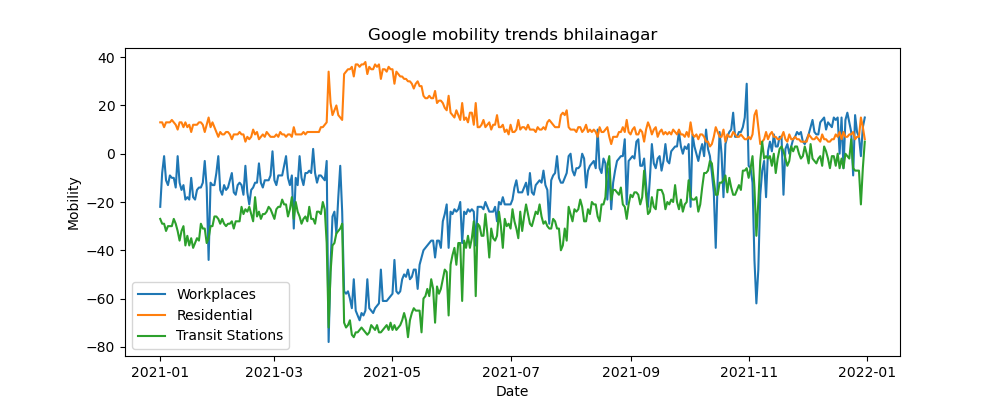 Google mobility trends bhilainagar
40
20
0
−20
−40
−60
−80
Mobility
Workplaces
Residential
Transit Stations
2021-01 2021-03 2021-05 2021-07 2021-09 2021-11 2022-01
Date